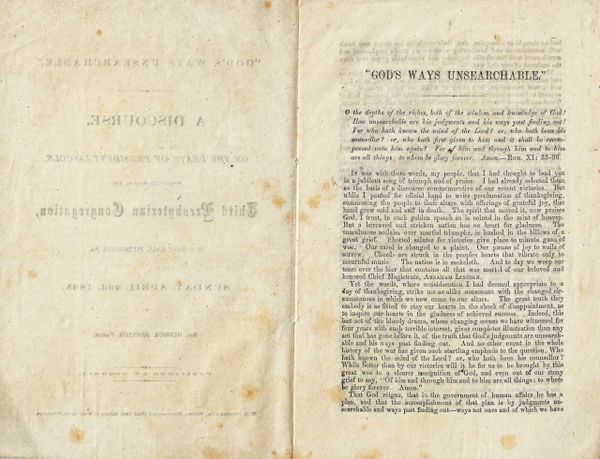 "GOD'S WAYS UNSEARCHABLE."
A DISCOURSE,
ON THE DEATH OF PRESIDENT LINCOLN,
Third Presbyterian Congregation,
SUNDAY, APRIL 23D, 1865,
REV. HERRICK JOHNSON, Pastor.
"GOD'S WAYS UNSEARCHABLE."
O the depths of the riches, both of the wisdom and knowledge of God!
How unsearchable are his judgments and his ways past finding out!
For who hath known the mind of the Lord? or, who hath been his
counsellor? or, who hath first given to him and it shall be recom-
pensed unto him again? For of him and through him and to him
are all things; to whom be glory forever. Amen.—ROM. XI: 33-36.
IT was with these words, my people, that I had thought to lead you
in a jubilant song of triumph and of praise. I had already selected them
as the basis of a discourse commemorative of our recent victories. But
while I paused for official hand to write proclamation of thanksgiving,
summoning the people to their altars with offerings of grateful joy, that
hand grew cold and stiff in death. The spirit that moved it, now praises
God, I trust, in such golden speech as is coined in the mint of heaven.
But a bereaved and stricken nation has no heart for gladness. The
tumultuous exultation over martial triumphs, is hushed in the billows of a
great grief. Shotted salutes for victories give place to minute guns of
woe. Our carol is changed to a plaint. Our pæans of joy to wails of
sorrow. Chords are struck in the peoples hearts that vibrate only to
mournful music. The nation is in sackcloth. And to day we weep our
tears over the bier that contains all that was mortal of our beloved and
honored Chief Magistrate, ABRAHAM LINCOLN.
Yet the words, where consideration I had deemed appropriate to a
day of thanksgiving, strike me as alike consonant with the changed cir-
cumstances in which we now come to our altars. The great truth they
embody is as fitted to stay our hearts in the shock of disappointment, as
to inspire our hearts in the gladness of achieved success. Indeed, this
last act of the bloody drama, whose changing scenes we have witnessed for
four years with such terrible interest, gives completer illustration than any
act that has gone before it, of the truth that God's judgments are unsearch-
able and his ways past finding out. And no other event in the whole
history of the war has given such startling emphasis to the question, Who
hath known the mind of the Lord? or, who hath been his counsellor?
While better than by our victories will it be for us to be brought by this
great woe to a clearer recognition of God, and even out of our stony
grief to say, "Of him and through him and to him are all things: to whom
be glory forever. Amen."
That God reigns, that in the government of human affairs he has a
plan, and that the accomplishment of that plan is by judgments un-
searchable and ways past finding out—ways not ours and of which we have